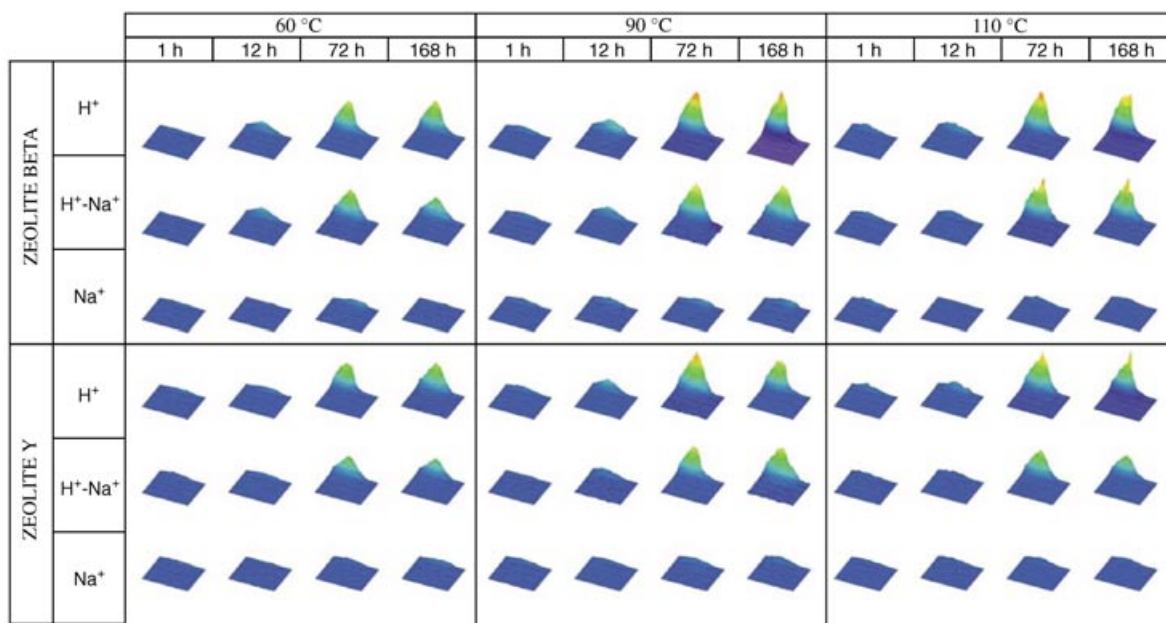 60 °C 90 °C 110 °C
1 h 12 h 72 h 168 h 1 h 12 h 72 h 168 h 1 h 12 h 72 h 168 h
ZEOLITE BETA
H⁺
H⁺-Na⁺
Na⁺
ZEOLITE Y
H⁺
H⁺-Na⁺
Na⁺